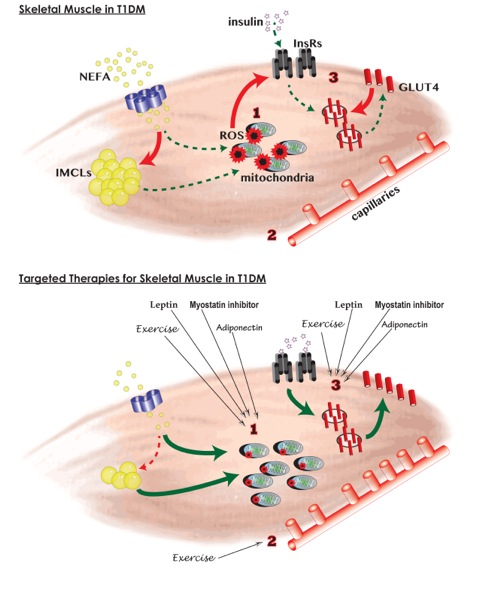 Skeletal Muscle in T1DM
insulin
InsRs
NEFA
3
GLUT4
1
ROS
IMCLs
mitochondria
capillaries
2
Targeted Therapies for Skeletal Muscle in T1DM
Leptin Myostatin inhibitor
Exercise
Adiponectin
Leptin Myostatin inhibitor
Exercise
Adiponectin
3
1
2
Exercise